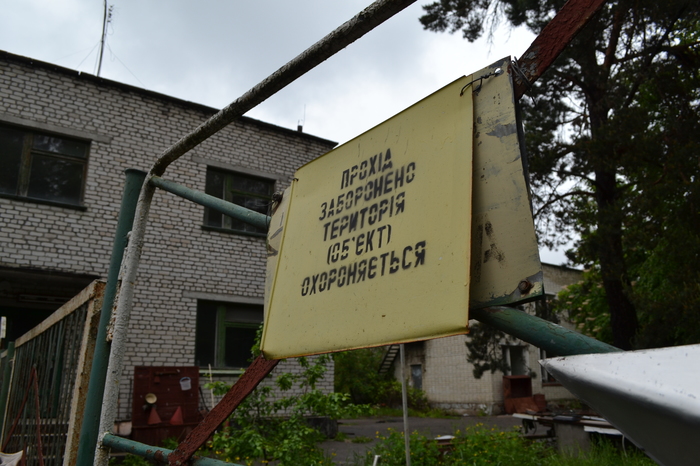 ПРОХІД
ЗАБОРОНЕНО
ТЕРИТОРІЯ
(ОБ'ЄКТ)
ОХОРОНЯЄТЬСЯ